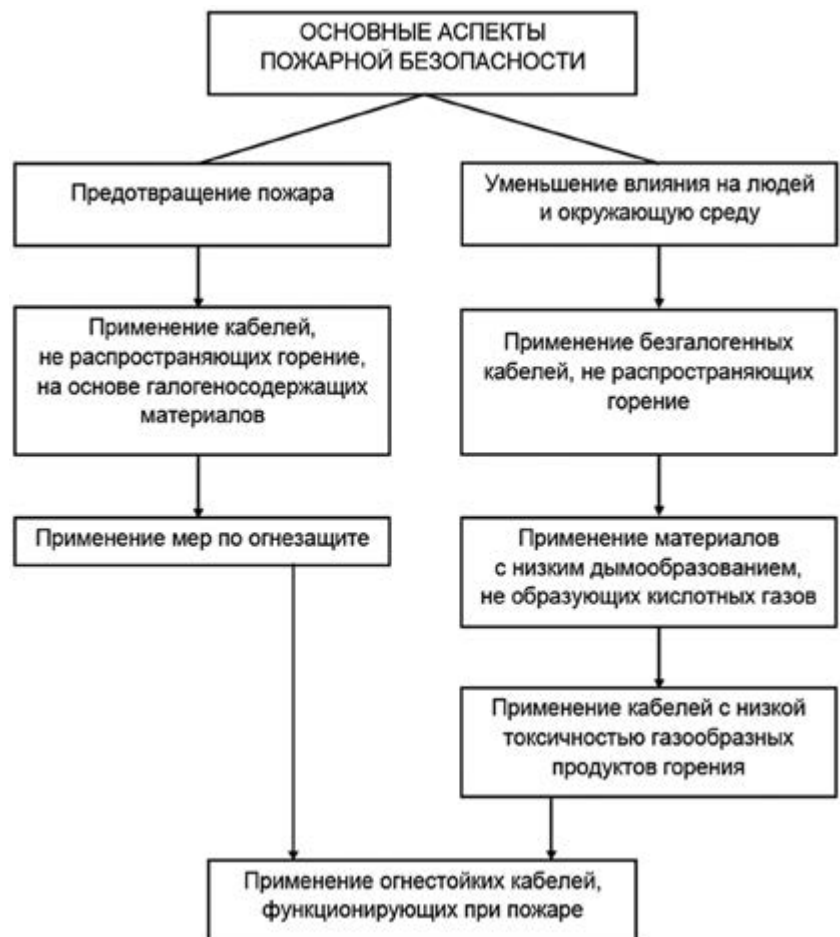 ОСНОВНЫЕ АСПЕКТЫ
ПОЖАРНОЙ БЕЗОПАСНОСТИ
Предотвращение пожара
Применение кабелей,
не распространяющих горение,
на основе галогеносодержащих
материалов
Применение мер по огнезащите
Уменьшение влияния на людей
и окружающую среду
Применение безгалогенных
кабелей, не распространяющих
горение
Применение материалов
с низким дымообразованием,
не образующих кислотных газов
Применение кабелей с низкой
токсичностью газообразных
продуктов горения
Применение огнестойких кабелей,
функционирующих при пожаре